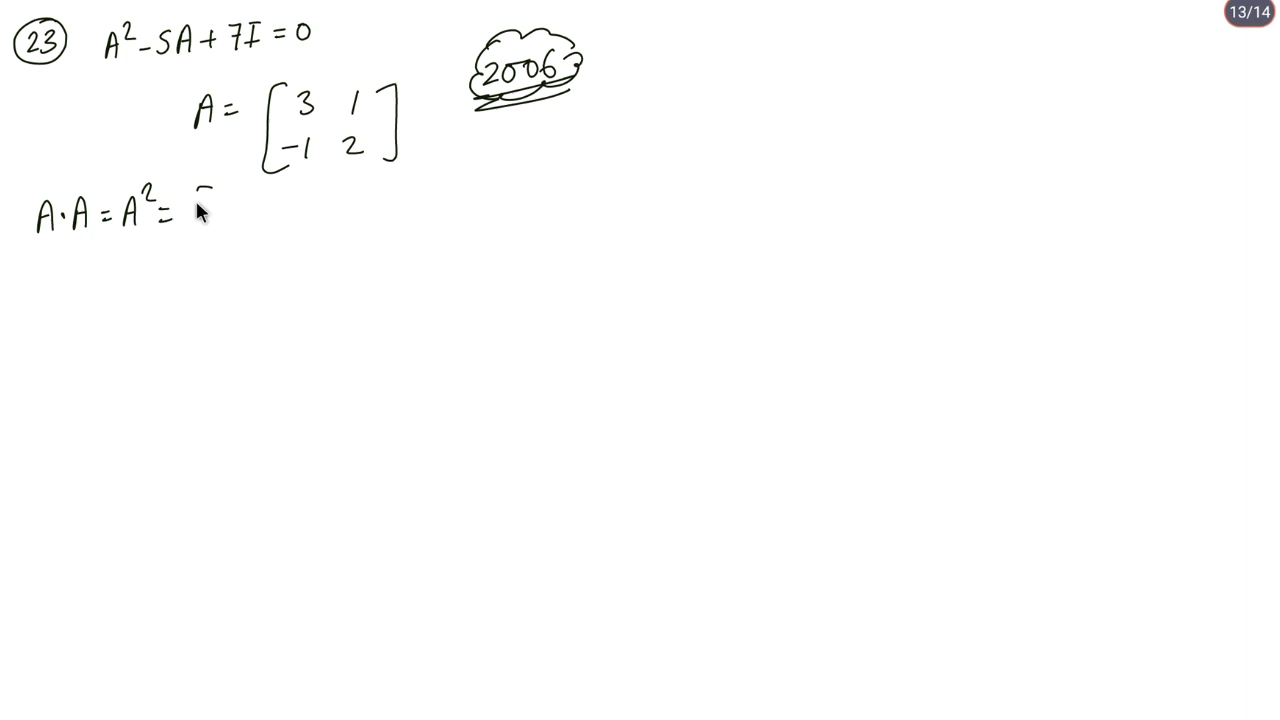 13/14
23 A² - 5A + 7I = 0
2006
A = [ 3 1
-1 2 ]
A·A = A² =